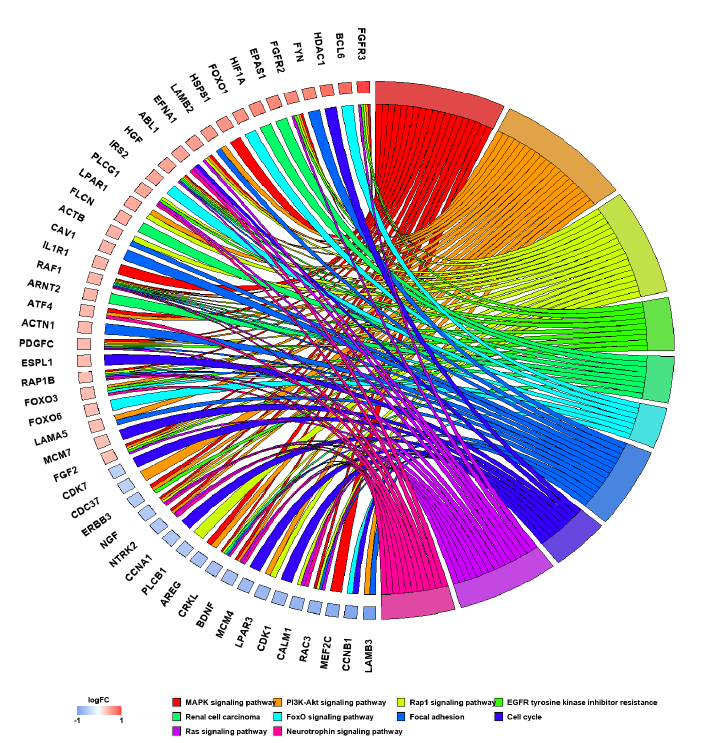 FGFR3
BCL6
HDAC1
FYN
FGFR2
EPAS1
HIF1A
FOXO1
HSP81
LAMB2
EFNA1
ABL1
HGF
IRS2
PLCG1
LPAR1
FLCN
ACTB
CAV1
IL1R1
RAF1
ARNT2
ATF4
ACTN1
PDGFC
ESPL1
RAP1B
FOXO3
FOXO6
LAMA5
MCM7
FGF2
CDK7
CDC37
ERBB3
NGF
NTRK2
CCNA1
PLCB1
AREG
CRKL
BDNF
MCM4
LPAR3
CDK1
CALM1
RAC3
MEF2C
CCNB1
LAMB3
logFC
-1 1
MAPK signaling pathway PI3K-Akt signaling pathway Rap1 signaling pathway EGFR tyrosine kinase inhibitor resistance
Renal cell carcinoma FoxO signaling pathway Focal adhesion Cell cycle
Ras signaling pathway Neurotrophin signaling pathway